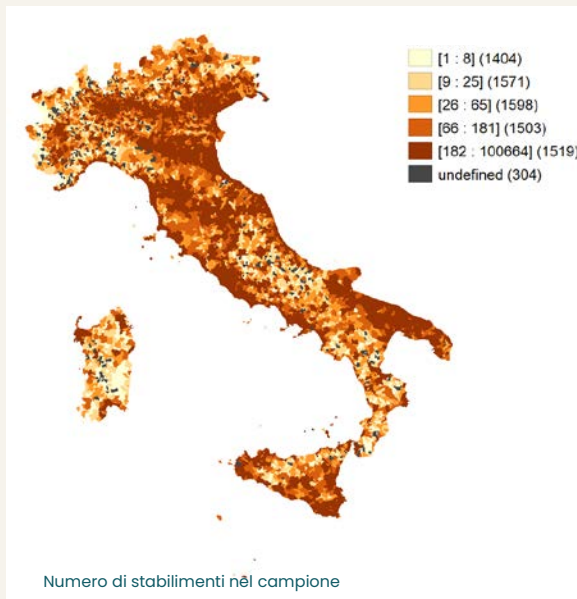 [1 : 8] (1404)
[9 : 25] (1571)
[26 : 65] (1598)
[66 : 181] (1503)
[182 : 100664] (1519)
undefined (304)
Numero di stabilimenti nel campione